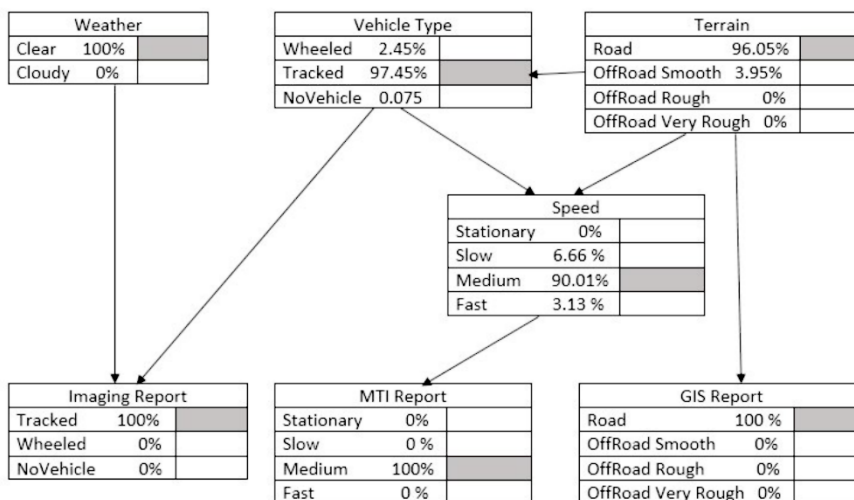 Weather
Clear 100%
Cloudy 0%
Vehicle Type
Wheeled 2.45%
Tracked 97.45%
NoVehicle 0.075
Terrain
Road 96.05%
OffRoad Smooth 3.95%
OffRoad Rough 0%
OffRoad Very Rough 0%
Speed
Stationary 0%
Slow 6.66 %
Medium 90.01%
Fast 3.13 %
Imaging Report
Tracked 100%
Wheeled 0%
NoVehicle 0%
MTI Report
Stationary 0%
Slow 0 %
Medium 100%
Fast 0 %
GIS Report
Road 100 %
OffRoad Smooth 0%
OffRoad Rough 0%
OffRoad Very Rough 0%